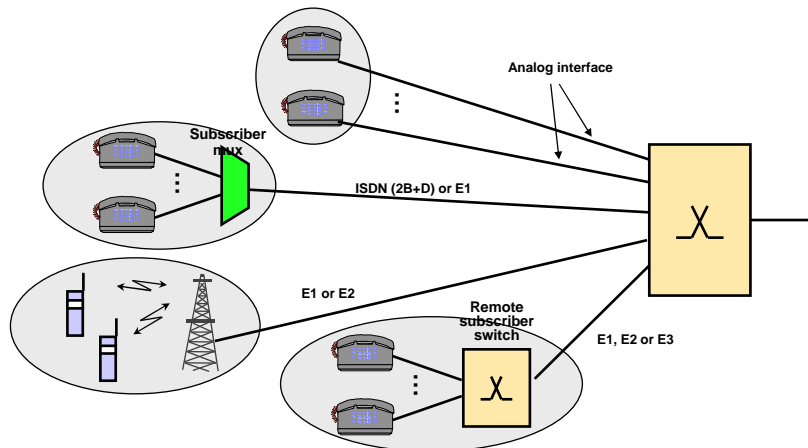 Analog interface
Subscriber
mux
ISDN (2B+D) or E1
E1 or E2
Remote
subscriber
switch
E1, E2 or E3